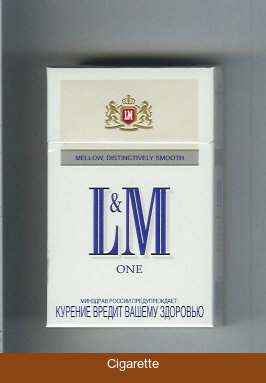 LM
MELLOW, DISTINCTIVELY SMOOTH
L&M
ONE
МИНЗДРАВ РОССИИ ПРЕДУПРЕЖДАЕТ:
КУРЕНИЕ ВРЕДИТ ВАШЕМУ ЗДОРОВЬЮ
Cigarette